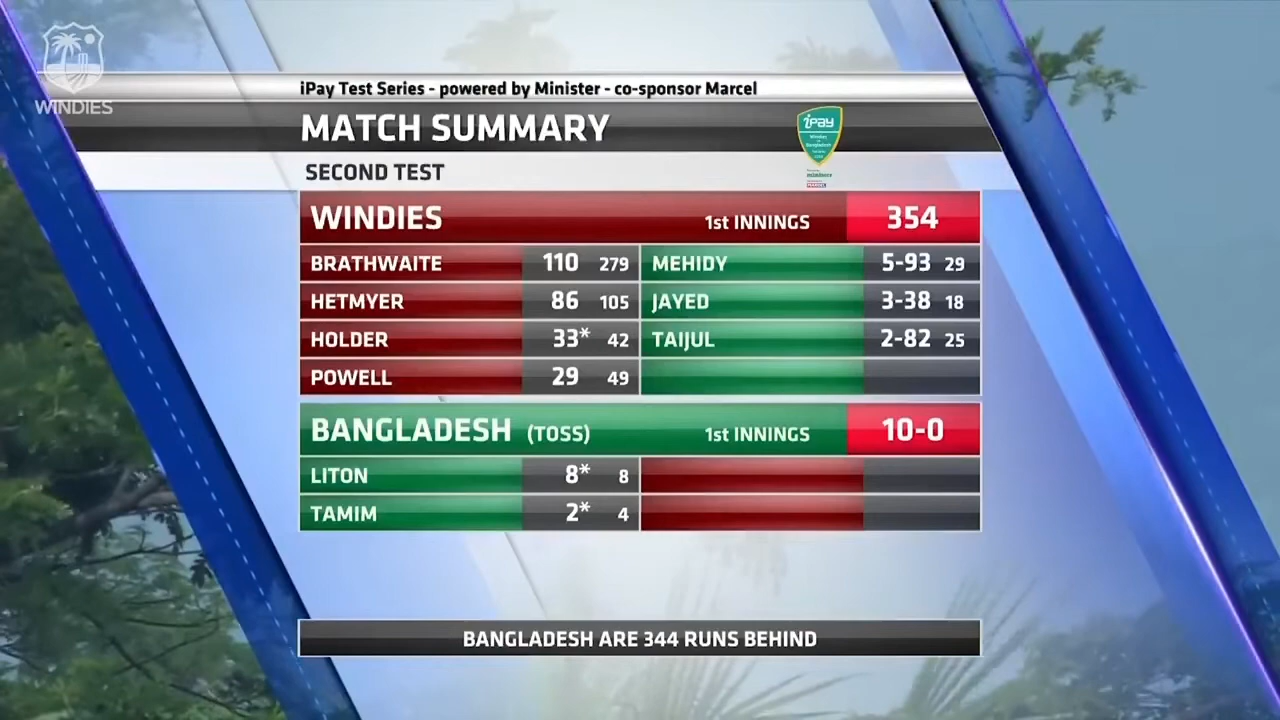 WINDIES
iPay Test Series - powered by Minister - co-sponsor Marcel
MATCH SUMMARY
iPay
SECOND TEST
WINDIES 1st INNINGS 354
BRATHWAITE 110 279 MEHIDY 5-93 29
HETMYER 86 105 JAYED 3-38 18
HOLDER 33* 42 TAIJUL 2-82 25
POWELL 29 49
BANGLADESH (TOSS) 1st INNINGS 10-0
LITON 8* 8
TAMIM 2* 4
BANGLADESH ARE 344 RUNS BEHIND